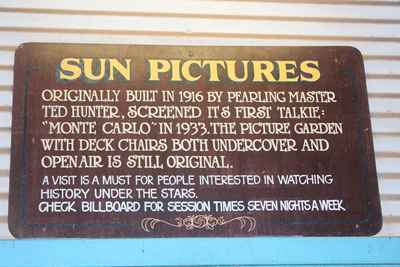 SUN PICTURES
ORIGINALLY BUILT IN 1916 BY PEARLING MASTER
TED HUNTER, SCREENED IT'S FIRST TALKIE:
"MONTE CARLO" IN 1933. THE PICTURE GARDEN
WITH DECK CHAIRS BOTH UNDERCOVER AND
OPEN AIR IS STILL ORIGINAL.
A VISIT IS A MUST FOR PEOPLE INTERESTED IN WATCHING
HISTORY UNDER THE STARS
CHECK BILLBOARD FOR SESSION TIMES SEVEN NIGHTS A WEEK